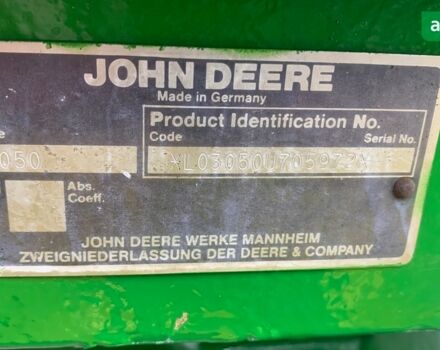 JOHN DEERE
Made in Germany
Product Identification No.
Code Serial No.
050
Abs.
Coeff.
JOHN DEERE WERKE MANNHEIM
ZWEIGNIEDERLASSUNG DER DEERE & COMPANY